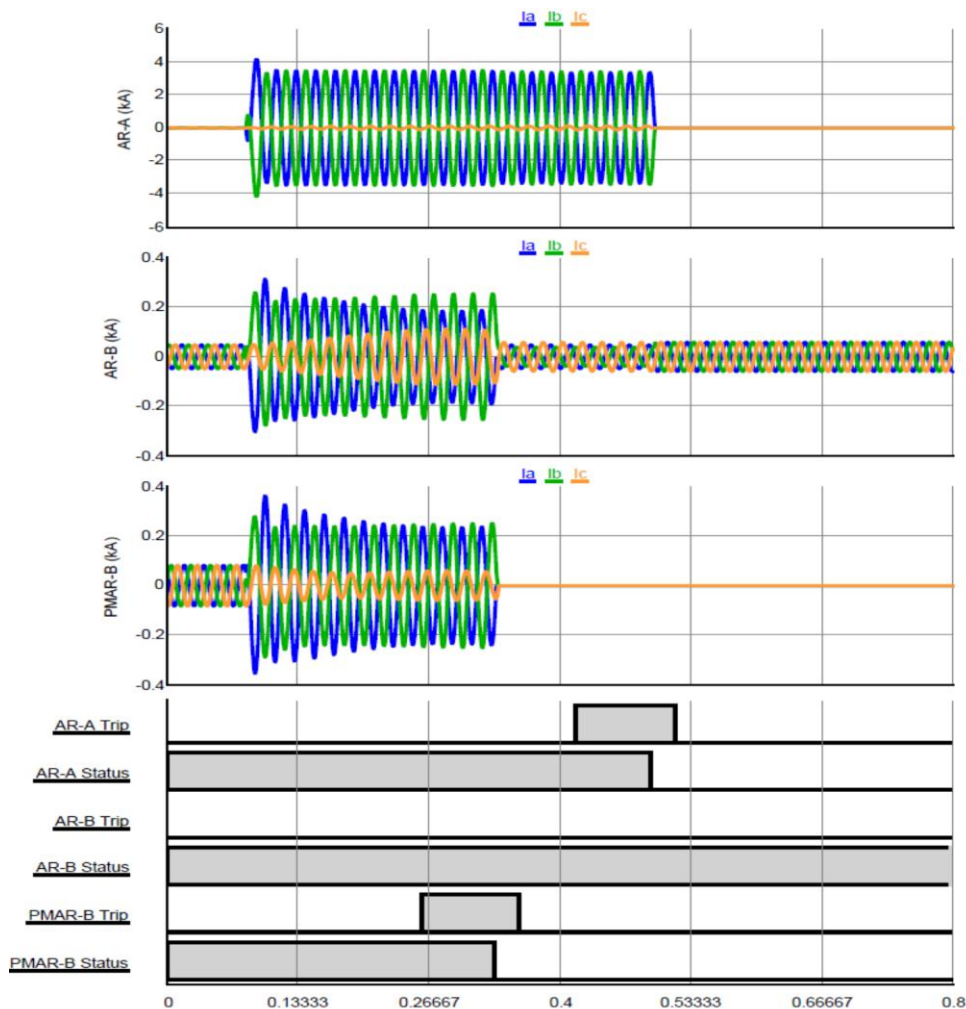 Ia Ib Ic
6
4
2
0
-2
-4
-6
AR-A (kA)
Ia Ib Ic
0.4
0.2
0
-0.2
-0.4
AR-B (kA)
Ia Ib Ic
0.4
0.2
0
-0.2
-0.4
PMAR-B (kA)
AR-A Trip
AR-A Status
AR-B Trip
AR-B Status
PMAR-B Trip
PMAR-B Status
0 0.13333 0.26667 0.4 0.53333 0.66667 0.8